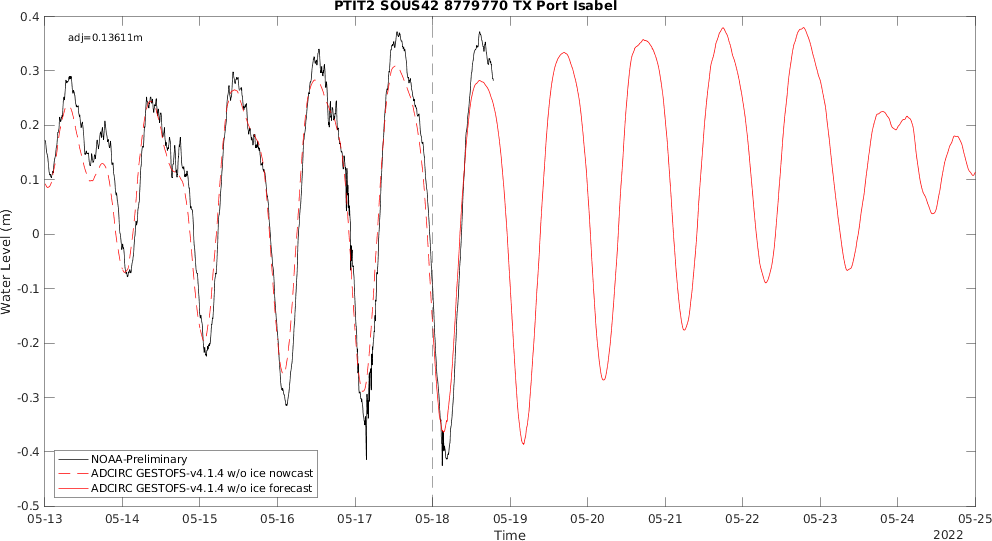 PTIT2 SOUS42 8779770 TX Port Isabel
adj=0.13611m
0.4
0.3
0.2
0.1
0
-0.1
-0.2
-0.3
-0.4
-0.5
Water Level (m)
NOAA-Preliminary
ADCIRC GESTOFS-v4.1.4 w/o ice nowcast
ADCIRC GESTOFS-v4.1.4 w/o ice forecast
05-13 05-14 05-15 05-16 05-17 05-18 05-19 05-20 05-21 05-22 05-23 05-24 05-25
Time
2022